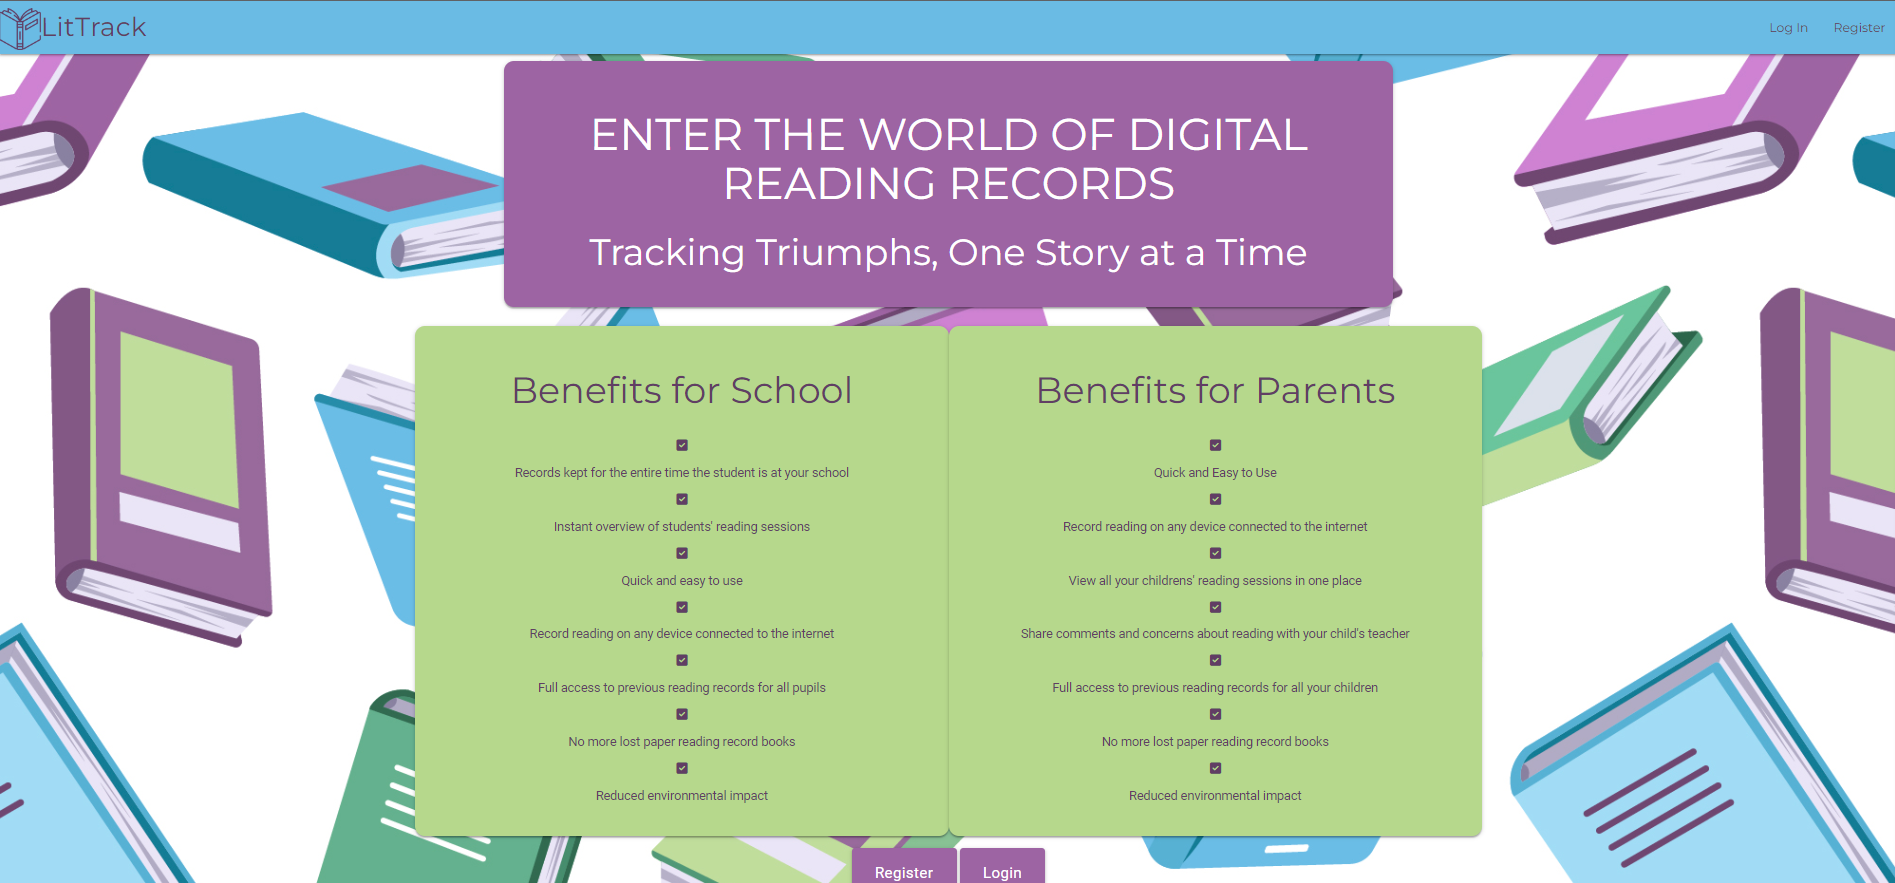 LitTrack
Log In
Register
ENTER THE WORLD OF DIGITAL
READING RECORDS
Tracking Triumphs, One Story at a Time
Benefits for School
Records kept for the entire time the student is at your school
Instant overview of students' reading sessions
Quick and easy to use
Record reading on any device connected to the internet
Full access to previous reading records for all pupils
No more lost paper reading record books
Reduced environmental impact
Benefits for Parents
Quick and Easy to Use
Record reading on any device connected to the internet
View all your childrens' reading sessions in one place
Share comments and concerns about reading with your child's teacher
Full access to previous reading records for all your children
No more lost paper reading record books
Reduced environmental impact
Register
Login